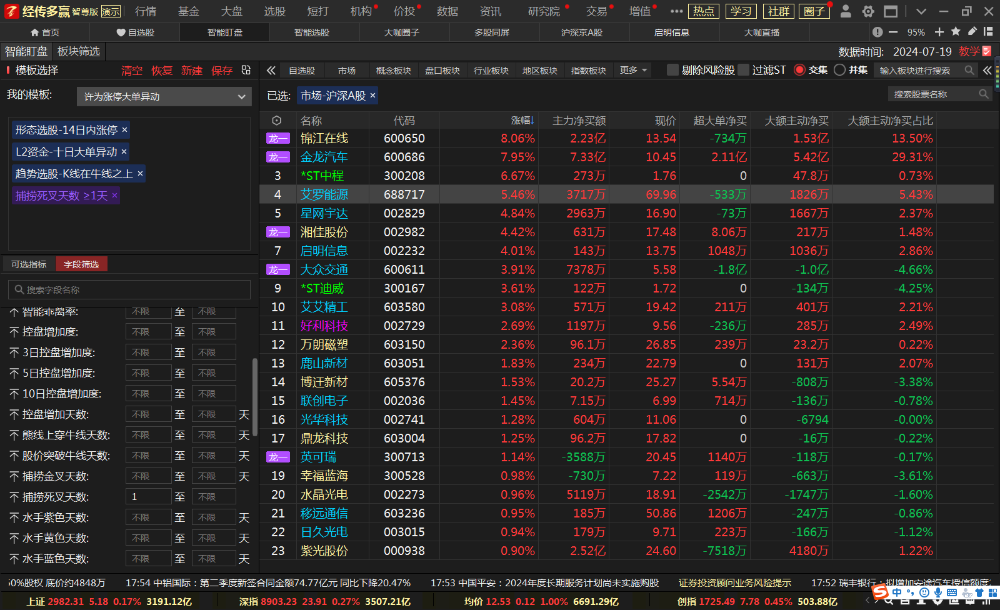 经传多赢 智尊版 演示 行情 基金 大盘 选股 短打 机构 价投 数据 资讯 研究院 交易 增值 热点 学习 社群 圈子
首页 自选股 智能盯盘 智能选股 大咖圈子 多股同屏 沪深京A股 启明信息 大咖直播 95%
智能盯盘 板块筛选 数据时间: 2024-07-19 教学
模板选择 清空 恢复 新建 保存
自选股 市场 概念板块 盘口板块 行业板块 地区板块 指数板块 更多 剔除风险股 过滤ST 交集 并集 输入板块进行搜索
我的模板: 许为涨停大单异动
已选: 市场-沪深A股 × 搜索股票名称
形态选股-14日内涨停 ×
L2资金-十日大单异动 ×
趋势选股-K线在牛线之上 ×
捕捞死叉天数 ≥1天 ×
可选指标 字段筛选
搜索字段名称
智能乖离率: 不限 至 不限
控盘增加度: 不限 至 不限
3日控盘增加度: 不限 至 不限
5日控盘增加度: 不限 至 不限
10日控盘增加度: 不限 至 不限
控盘增加天数: 不限 至 不限 天
熊线上穿牛线天数: 不限 至 不限 天
股价突破牛线天数: 不限 至 不限 天
捕捞金叉天数: 不限 至 不限 天
捕捞死叉天数: 1 至 不限
水手紫色天数: 不限 至 不限 天
水手黄色天数: 不限 至 不限 天
水手蓝色天数: 不限 至 不限 天
名称 代码 涨幅↓ 主力净买额 现价 超大单净买 大额主动净买 大额主动净买占比
龙一 锦江在线 600650 8.06% 2.23亿 13.54 -734万 1.53亿 13.50%
龙一 金龙汽车 600686 7.95% 7.33亿 10.45 2.11亿 5.42亿 29.31%
3 *ST中程 300208 6.67% 273万 1.76 0 47.8万 0.73%
4 艾罗能源 688717 5.46% 3717万 69.96 -533万 1826万 5.43%
5 星网宇达 002829 4.84% 2963万 16.90 -73万 1667万 2.37%
龙一 湘佳股份 002982 4.42% 631万 17.48 8.06万 217万 1.48%
7 启明信息 002232 4.01% 143万 13.75 1048万 1036万 2.86%
龙一 大众交通 600611 3.91% 7378万 5.58 -1.8亿 -1.0亿 -4.66%
9 *ST迪威 300167 3.61% 122万 1.72 0 -134万 -4.25%
10 艾艾精工 603580 3.08% 571万 19.42 211万 401万 2.21%
11 好利科技 002729 2.69% 1197万 9.56 -236万 285万 2.49%
12 万朗磁塑 603150 2.36% 96.1万 26.85 239万 23.2万 0.22%
13 鹿山新材 603051 1.83% 234万 22.79 0 131万 2.07%
14 博迁新材 605376 1.53% 20.2万 25.27 5.54万 -808万 -3.38%
15 联创电子 002036 1.45% 7.15万 6.99 714万 -136万 -0.78%
16 光华科技 002741 1.28% 604万 11.06 0 -6794 -0.00%
17 鼎龙科技 603004 1.25% 96.2万 17.82 0 -16万 -0.22%
龙一 英可瑞 300713 1.14% -3588万 20.45 1140万 -118万 -0.17%
19 幸福蓝海 300528 0.98% -730万 7.22 119万 -663万 -3.61%
20 水晶光电 002273 0.96% 5119万 18.91 -2542万 -1747万 -1.60%
21 移远通信 603236 0.95% 185万 50.86 1206万 -247万 -0.86%
22 日久光电 003015 0.94% 179万 9.71 223万 -166万 -1.12%
23 紫光股份 000938 0.90% 2.52亿 24.60 -7518万 4180万 1.22%
60%股权 底价约4848万 17:54 中铝国际：第二季度新签合同金额74.77亿元 同比下降20.47% 17:53 中国平安：2024年度长期服务计划尚未实施购股 证券投资顾问业务风险提示 17:52 瑞丰银行：拟增加安途汽车授信额度
上证 2982.31 5.18 0.17% 3191.12亿 深指 8903.23 23.91 0.27% 3507.21亿 均价 12.53 0.12 1.00% 6691.29亿 创指 1725.49 7.78 0.45% 503.88亿
中